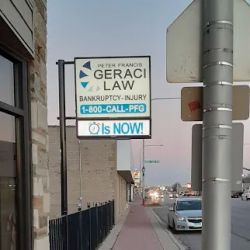 PETER FRANCIS
GERACI
LAW
BANKRUPTCY-INJURY
1-800-CALL-PFG
is NOW!